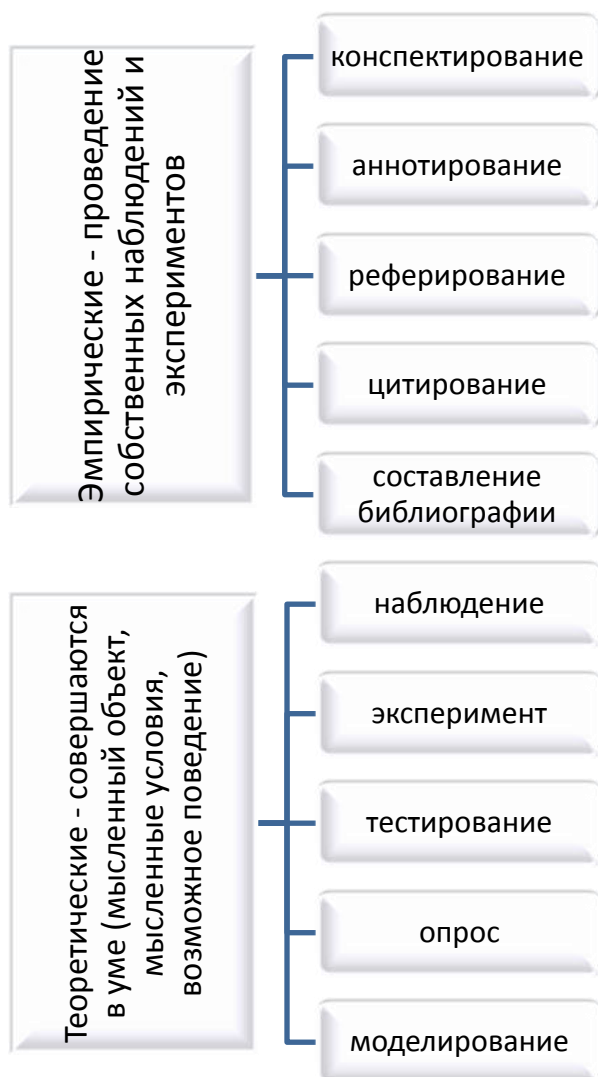 Эмпирические - проведение
собственных наблюдений и
экспериментов
конспектирование
аннотирование
реферирование
цитирование
составление
библиографии
Теоретические - совершаются
в уме (мысленный объект,
мысленные условия,
возможное поведение)
наблюдение
эксперимент
тестирование
опрос
моделирование